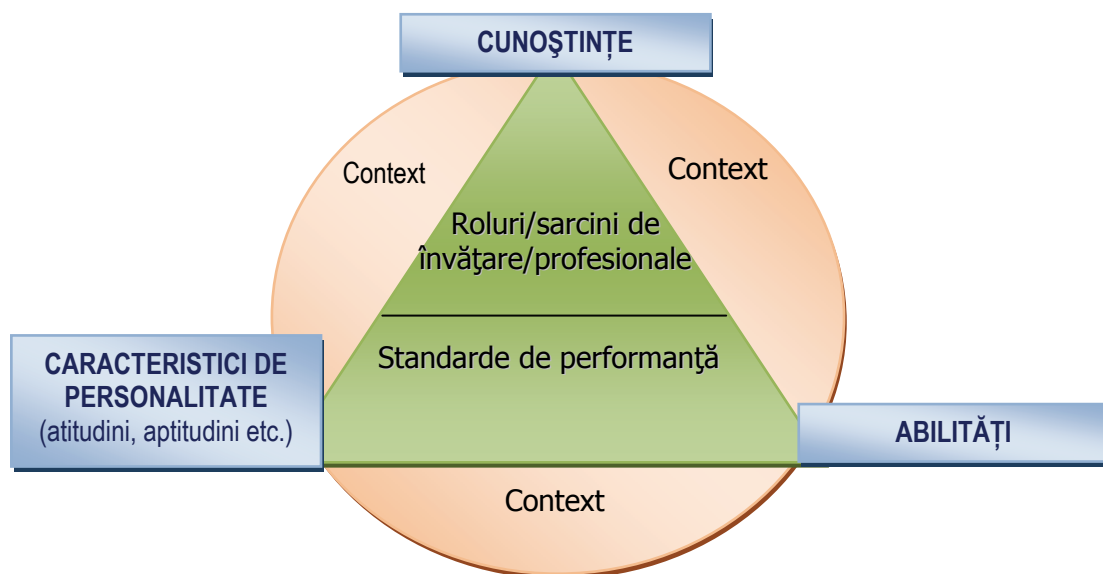 CUNOŞTINȚE
Context
Context
Roluri/sarcini de
învăţare/profesionale
Standarde de performanţă
CARACTERISTICI DE
PERSONALITATE
(atitudini, aptitudini etc.)
ABILITĂȚI
Context